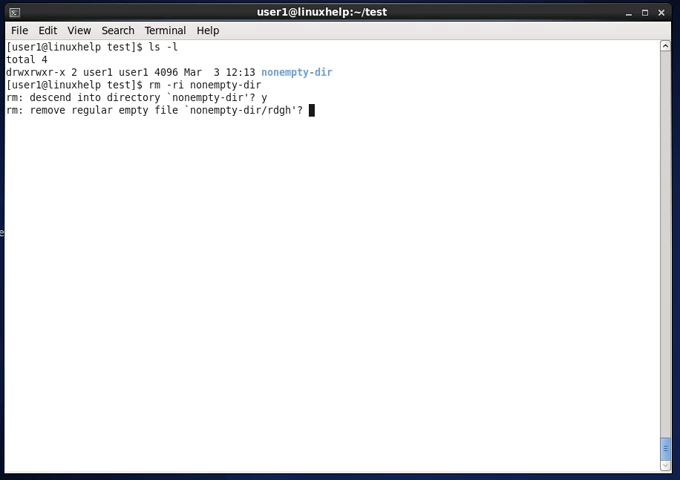 user1@linuxhelp:~/test
File Edit View Search Terminal Help
[user1@linuxhelp test]$ ls -l
total 4
drwxrwxr-x 2 user1 user1 4096 Mar  3 12:13 nonempty-dir
[user1@linuxhelp test]$ rm -ri nonempty-dir
rm: descend into directory `nonempty-dir'? y
rm: remove regular empty file `nonempty-dir/rdgh'?
e